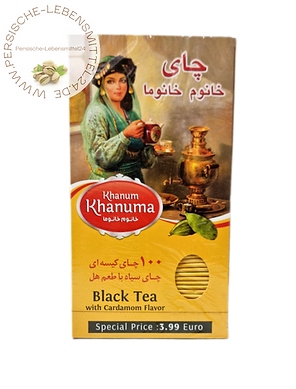 WWW.PERSISCHE-LEBENSMITTEL24.DE
Persische-Lebensmittel24
چای
خانوم خانوما
Khanum
Khanuma
خانوم خانوما
۱۰۰ چای کیسه ای
چای سیاه با طعم هل
Black Tea
with Cardamom Flavor
Special Price :3.99 Euro